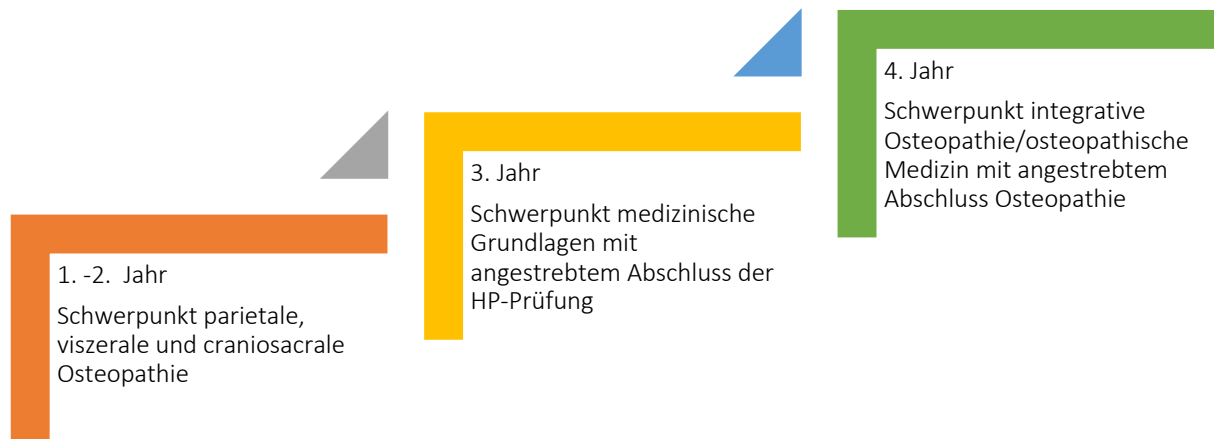 1. -2.  Jahr
Schwerpunkt parietale,
viszerale und craniosacrale
Osteopathie
3. Jahr
Schwerpunkt medizinische
Grundlagen mit
angestrebtem Abschluss der
HP-Prüfung
4. Jahr
Schwerpunkt integrative
Osteopathie/osteopathische
Medizin mit angestrebtem
Abschluss Osteopathie